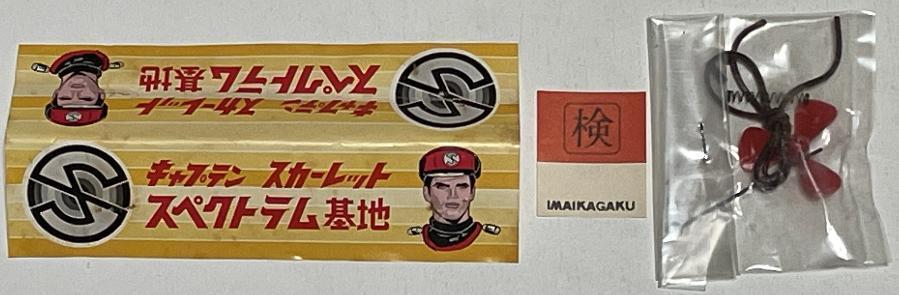 スペクトラム基地
キャプテン スカーレット
キャプテン スカーレット
スペクトラム基地
検
IMAIKAGAKU